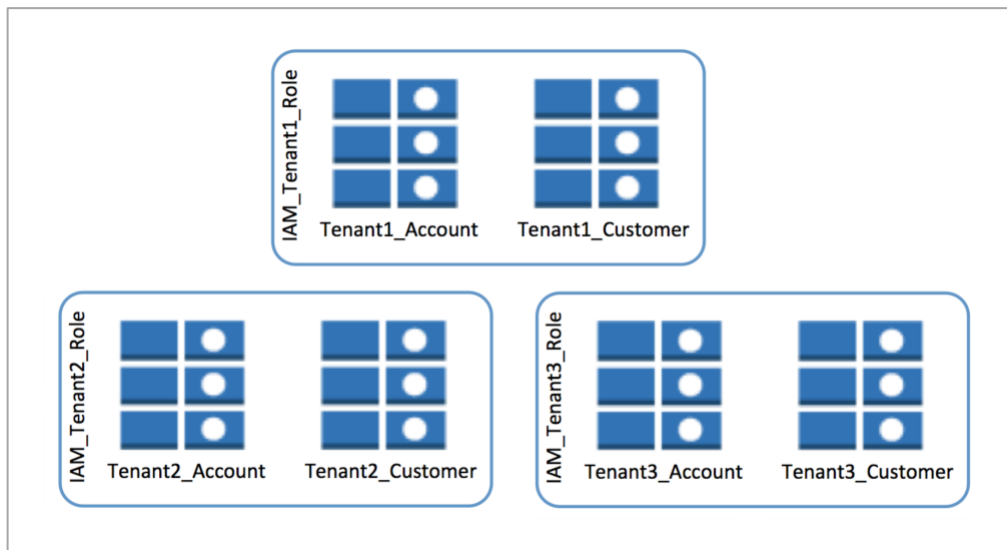 IAM_Tenant1_Role
Tenant1_Account
Tenant1_Customer
IAM_Tenant2_Role
Tenant2_Account
Tenant2_Customer
IAM_Tenant3_Role
Tenant3_Account
Tenant3_Customer